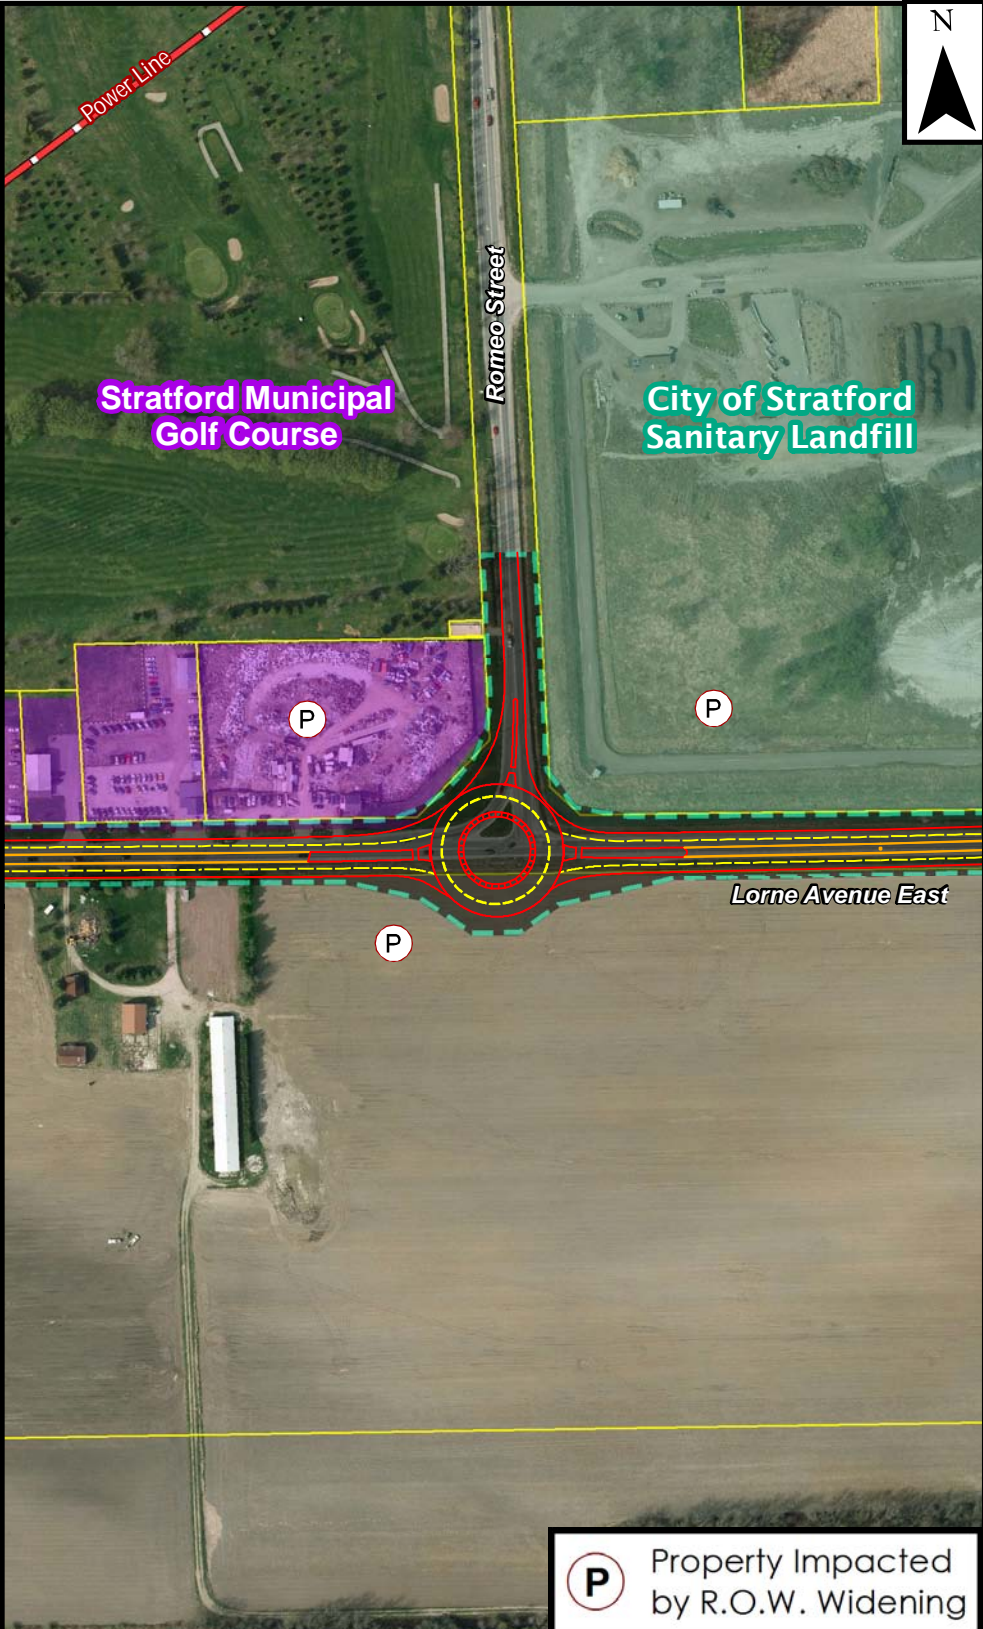 N
Power Line
Romeo Street
Stratford Municipal
Golf Course
City of Stratford
Sanitary Landfill
P
P
Lorne Avenue East
P
P
Property Impacted
by R.O.W. Widening